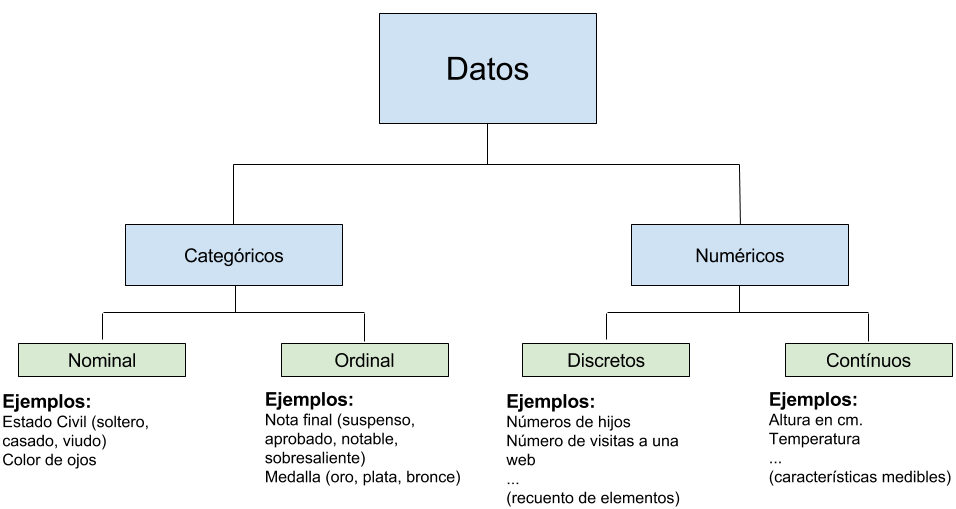 Datos
Categóricos
Numéricos
Nominal
Ordinal
Discretos
Contínuos
Ejemplos:
Estado Civil (soltero,
casado, viudo)
Color de ojos
Ejemplos:
Nota final (suspenso,
aprobado, notable,
sobresaliente)
Medalla (oro, plata, bronce)
Ejemplos:
Números de hijos
Número de visitas a una
web
...
(recuento de elementos)
Ejemplos:
Altura en cm.
Temperatura
...
(características medibles)